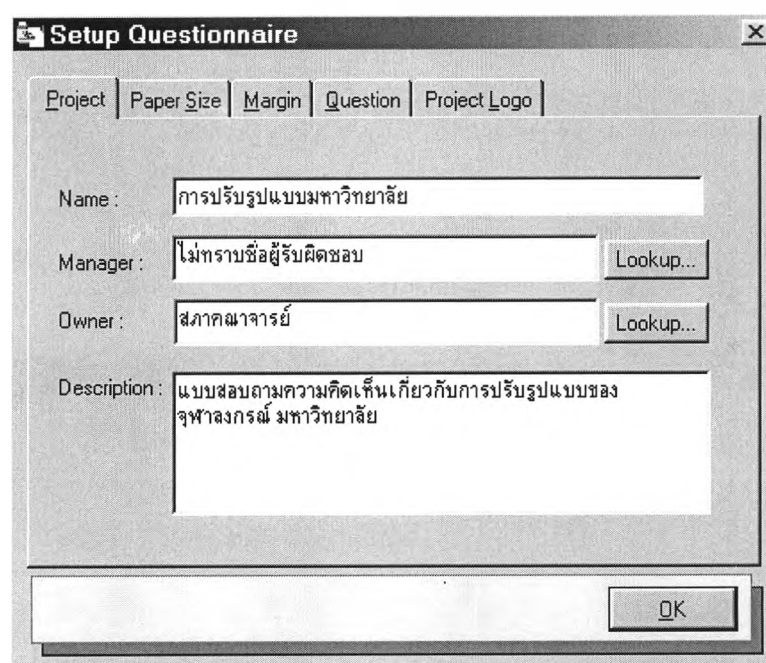 Setup Questionnaire
Project Paper Size Margin Question Project Logo
Name : การปรับรูปแบบมหาวิทยาลัย
Manager : ไม่ทราบชื่อผู้รับผิดชอบ Lookup...
Owner : สภาคณาจารย์ Lookup...
Description : แบบสอบถามความคิดเห็นเกี่ยวกับการปรับรูปแบบของ
จุฬาลงกรณ์ มหาวิทยาลัย
OK